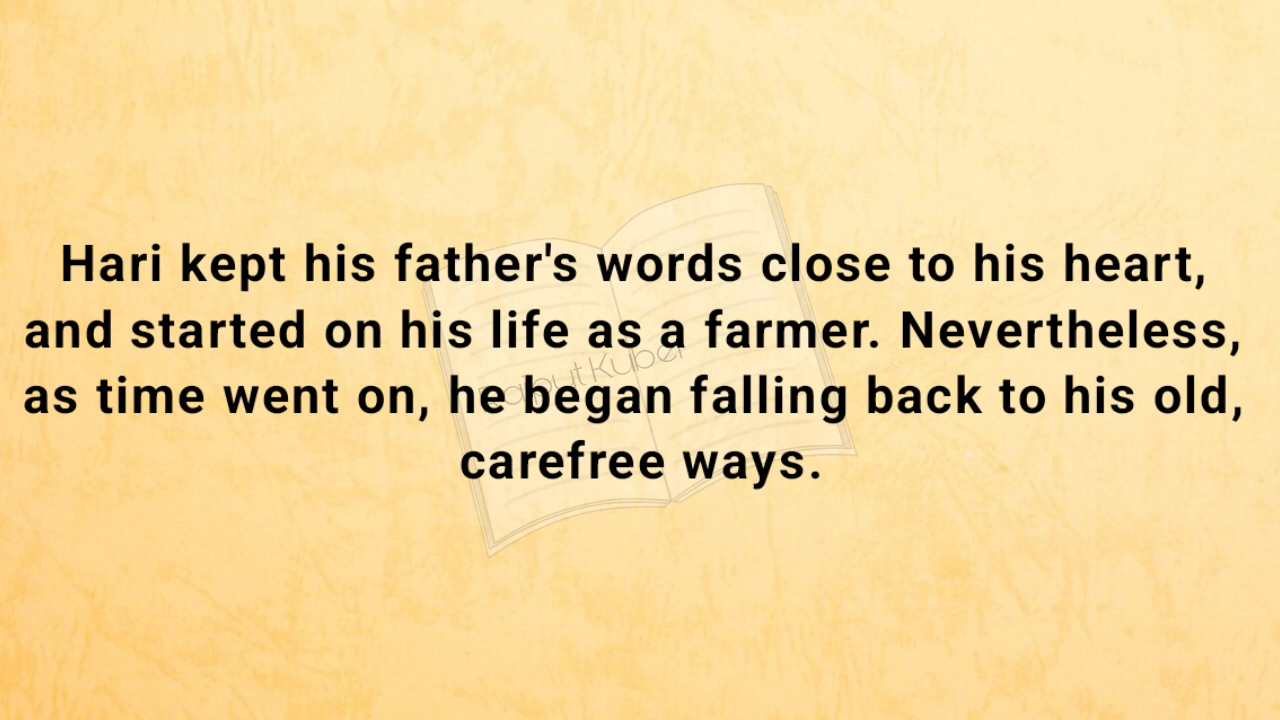 Hari kept his father's words close to his heart,
and started on his life as a farmer. Nevertheless,
as time went on, he began falling back to his old,
carefree ways.